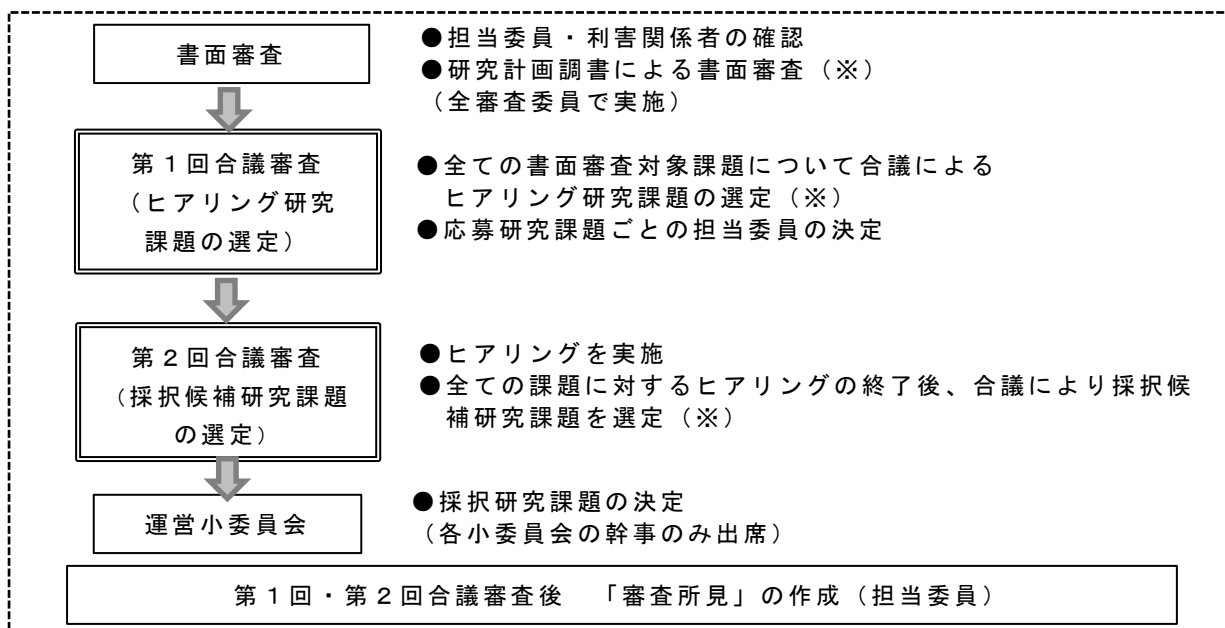 書面審査
●担当委員・利害関係者の確認
●研究計画調書による書面審査（※）
（全審査委員で実施）
第１回合議審査
（ヒアリング研究
課題の選定）
●全ての書面審査対象課題について合議による
ヒアリング研究課題の選定（※）
●応募研究課題ごとの担当委員の決定
第２回合議審査
（採択候補研究課題
の選定）
●ヒアリングを実施
●全ての課題に対するヒアリングの終了後、合議により採択候
補研究課題を選定（※）
運営小委員会
●採択研究課題の決定
（各小委員会の幹事のみ出席）
第１回・第２回合議審査後　「審査所見」の作成（担当委員）